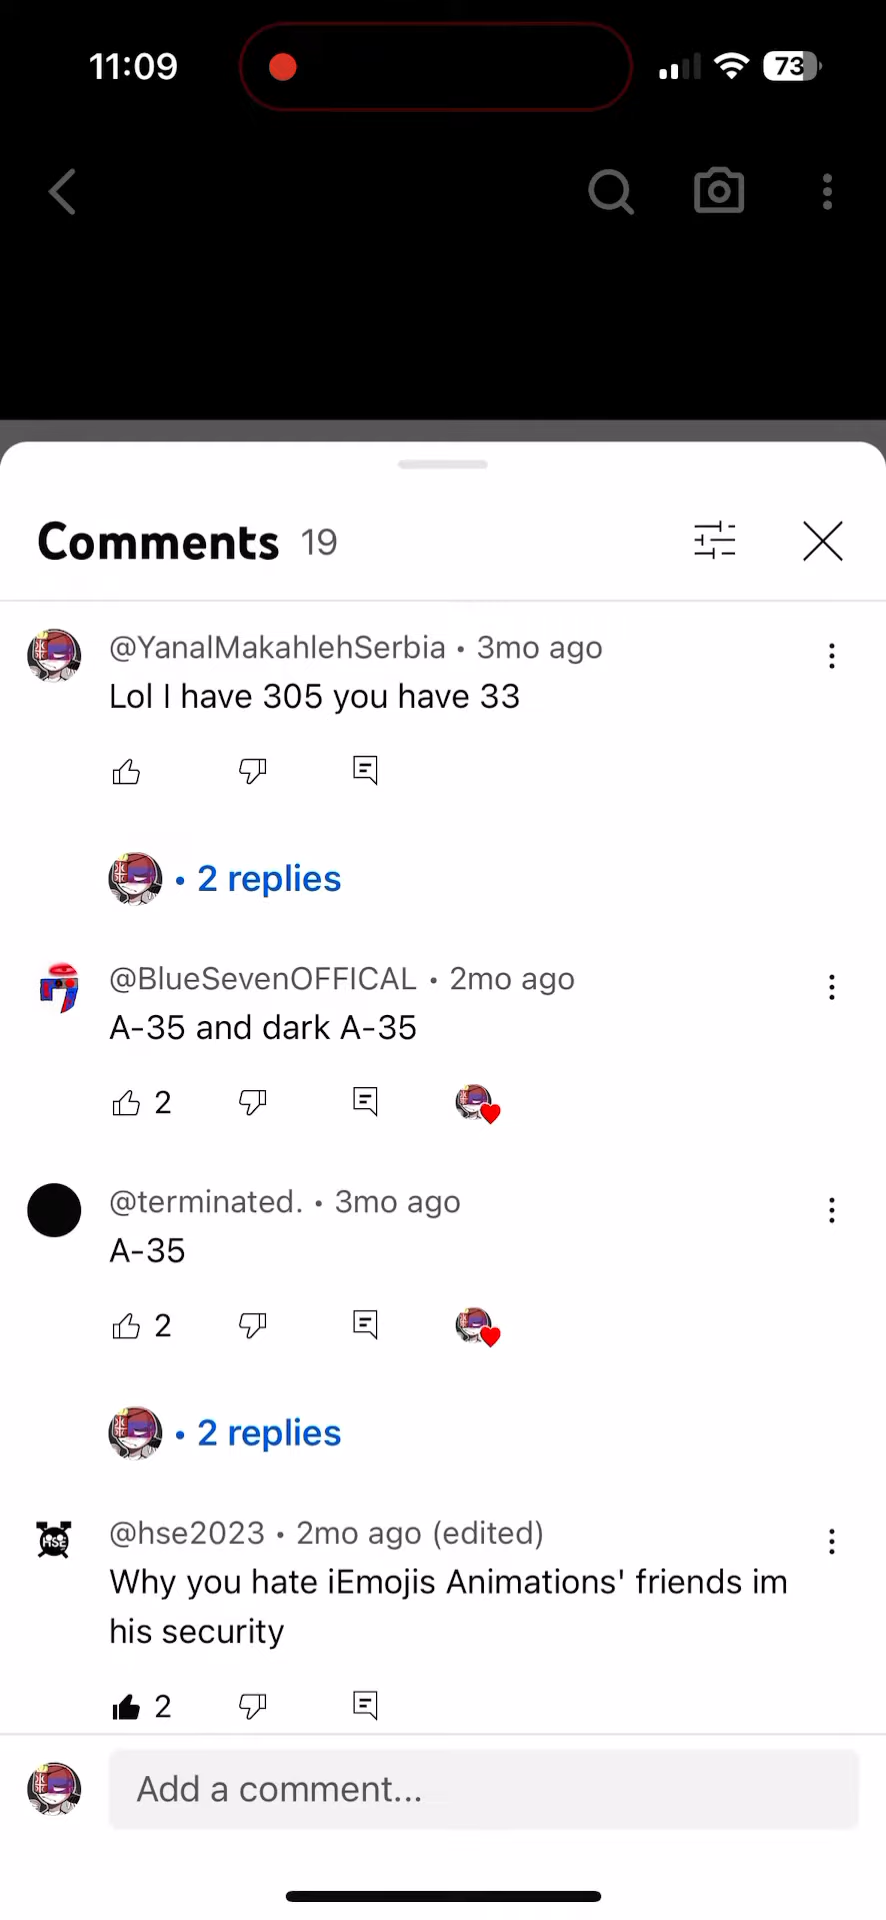 11:09
73
Comments 19
@YanalMakahlehSerbia • 3mo ago
Lol I have 305 you have 33
• 2 replies
@BlueSevenOFFICAL • 2mo ago
A-35 and dark A-35
2
@terminated. • 3mo ago
A-35
2
• 2 replies
HSE
@hse2023 • 2mo ago (edited)
Why you hate iEmojis Animations' friends im
his security
2
Add a comment...